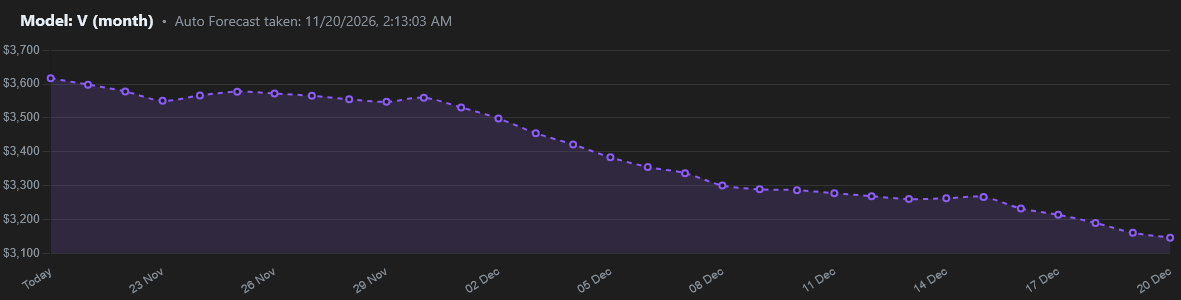 Model: V (month) • Auto Forecast taken: 11/20/2026, 2:13:03 AM
$3,700
$3,600
$3,500
$3,400
$3,300
$3,200
$3,100
Today
23 Nov
26 Nov
29 Nov
02 Dec
05 Dec
08 Dec
11 Dec
14 Dec
17 Dec
20 Dec